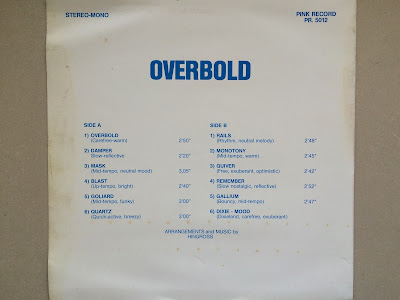 STEREO-MONO
PINK RECORD
PR. 5012
OVERBOLD
SIDE A
1) OVERBOLD 2'50"
(Carefree-warm)
2) DAMPER 2'20"
Slow-reflective
3) MASK 3,05"
(Mid-tempo, neutral mood)
4) BLAST 2'40"
(Up-tempo, bright)
5) GOLIARD 2'00"
(Mid-tempo, funky)
6) QUARTZ 3'00"
(Quick-active, breezy)
SIDE B
1) RAILS 2'48"
(Rhythm, neutral melody)
2) MONOTONY 2'45"
(Mid-tempo, warm)
3) QUIVER 2'42"
(Free, exuberant, optimistic)
4) REMEMBER 2'52"
(Slow nostalgic, reflective)
5) GALLIUM 2'47"
(Bouncy, mid-tempo)
6) DIXIE - MOOD
(Dixieland, carefree, exuberant)
ARRANGEMENTS and MUSIC by
HINGROSS